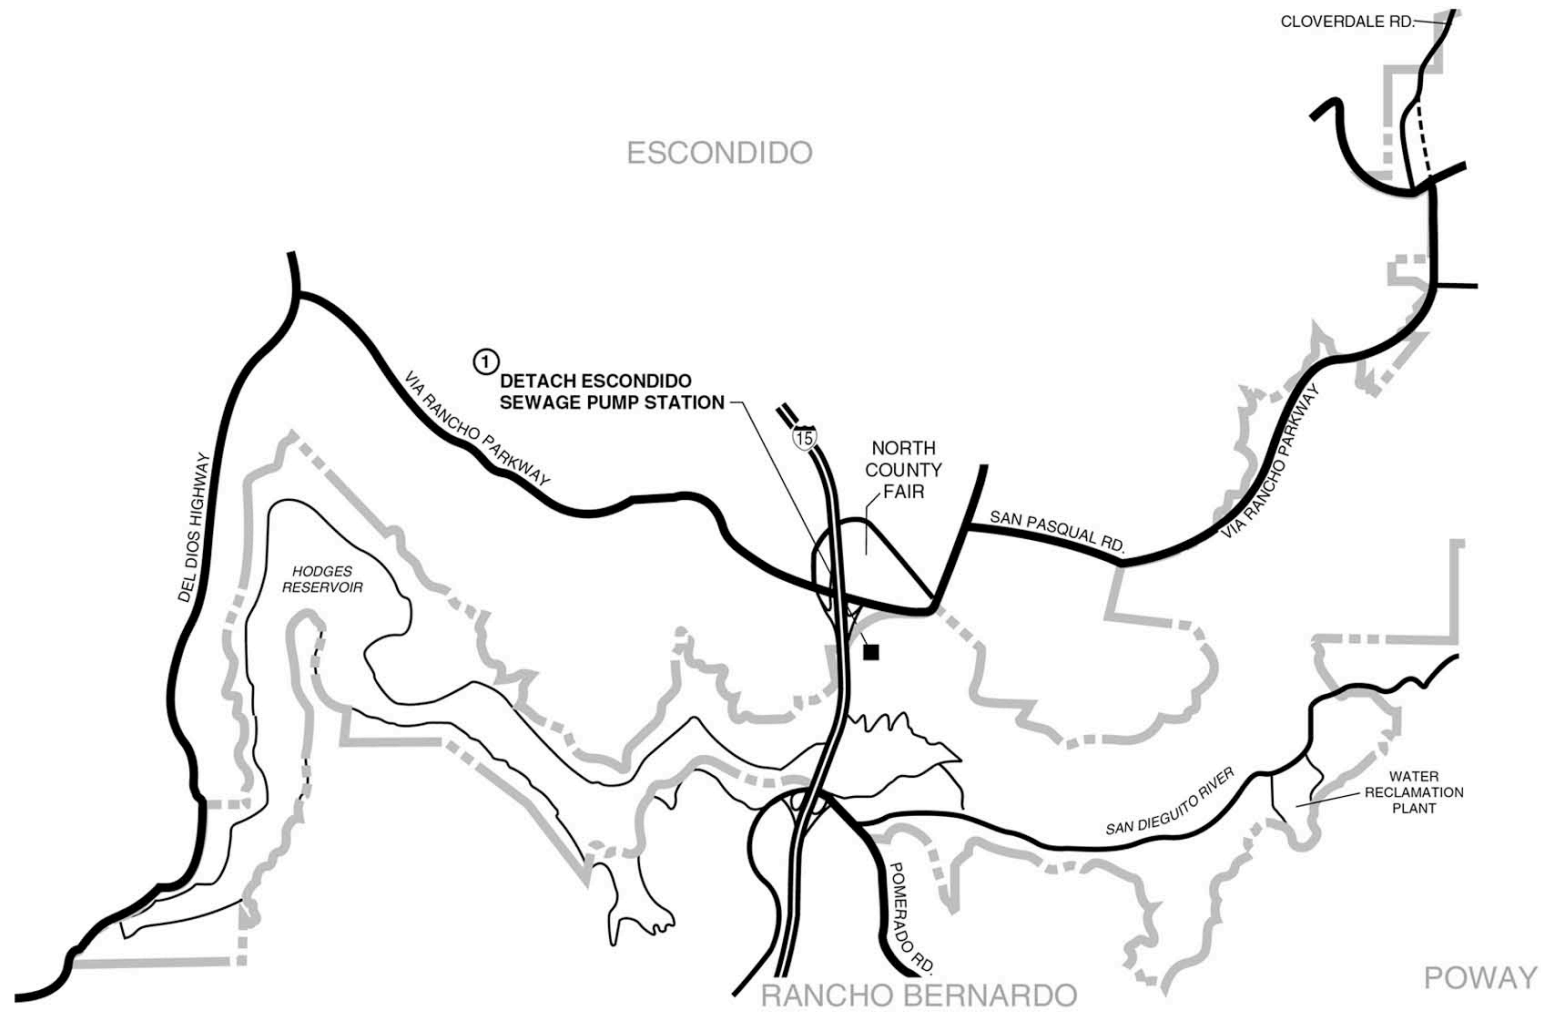 CLOVERDALE RD.
ESCONDIDO
1
DETACH ESCONDIDO
SEWAGE PUMP STATION
VIA RANCHO PARKWAY
15
NORTH
COUNTY
FAIR
DEL DIOS HIGHWAY
VIA RANCHO PARKWAY
SAN PASQUAL RD.
HODGES
RESERVOIR
SAN DIEGUITO RIVER
WATER
RECLAMATION
PLANT
POMERADO RD.
POWAY
RANCHO BERNARDO